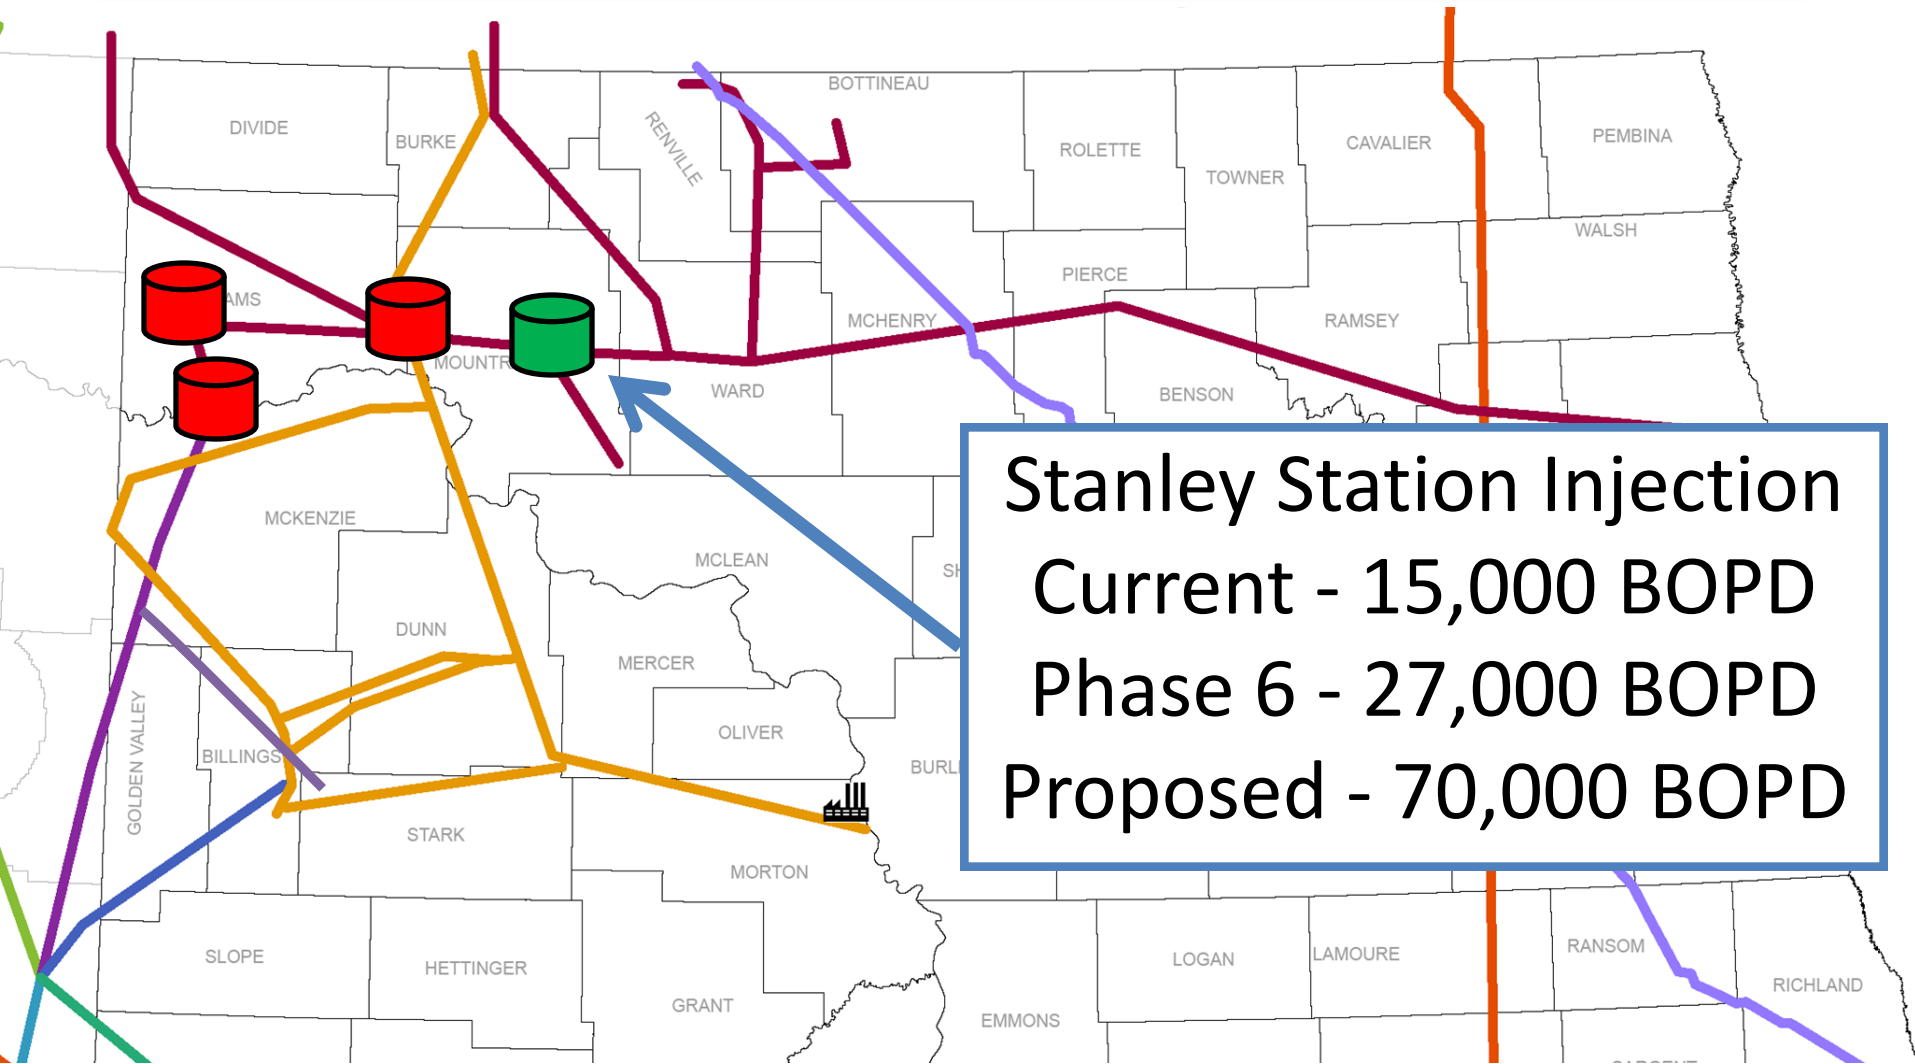 BOTTINEAU
DIVIDE
BURKE
RENVILLE
ROLETTE
CAVALIER
PEMBINA
TOWNER
WALSH
PIERCE
AMS
MCHENRY
RAMSEY
MOUNTR
WARD
BENSON
Stanley Station Injection
Current - 15,000 BOPD
Phase 6 - 27,000 BOPD
Proposed - 70,000 BOPD
MCKENZIE
MCLEAN
SH
DUNN
MERCER
GOLDEN VALLEY
BILLINGS
OLIVER
BURL
STARK
MORTON
SLOPE
HETTINGER
GRANT
LOGAN
LAMOURE
RANSOM
RICHLAND
EMMONS